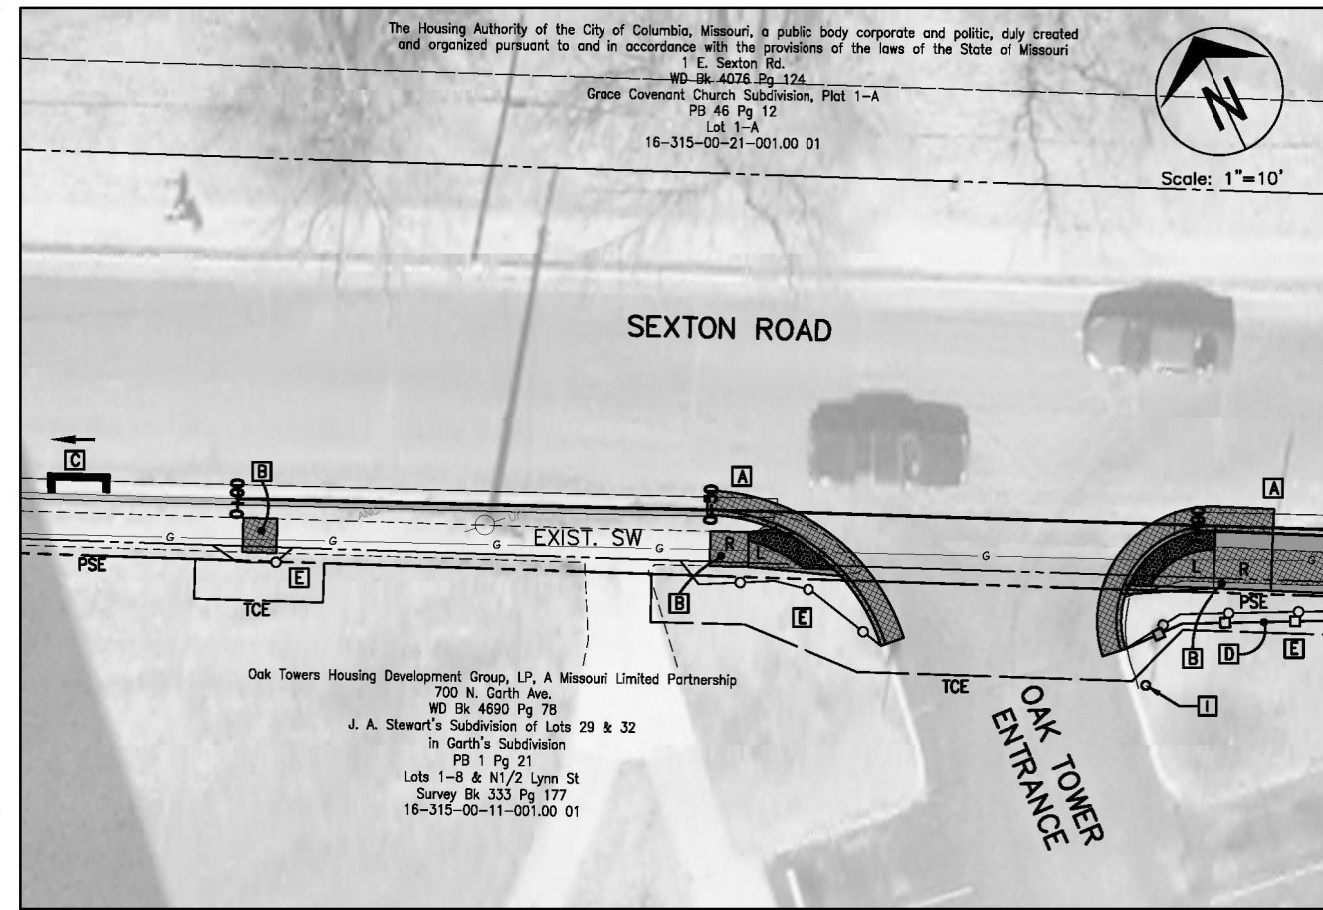 The Housing Authority of the City of Columbia, Missouri, a public body corporate and politic, duly created
and organized pursuant to and in accordance with the provisions of the laws of the State of Missouri
1 E. Sexton Rd.
WD Bk 4076 Pg 124
Grace Covenant Church Subdivision, Plat 1-A
PB 46 Pg 12
Lot 1-A
16-315-00-21-001.00 01
N
Scale: 1"=10'
SEXTON ROAD
C
B
A
A
G
G
G
EXIST. SW
G
G
G
R
L
L
R
PSE
E
TCE
B
E
PSE
B
D
E
TCE
I
OAK TOWER
ENTRANCE
Oak Towers Housing Development Group, LP, A Missouri Limited Partnership
700 N. Garth Ave.
WD Bk 4690 Pg 78
J. A. Stewart's Subdivision of Lots 29 & 32
in Garth's Subdivision
PB 1 Pg 21
Lots 1-8 & N1/2 Lynn St
Survey Bk 333 Pg 177
16-315-00-11-001.00 01